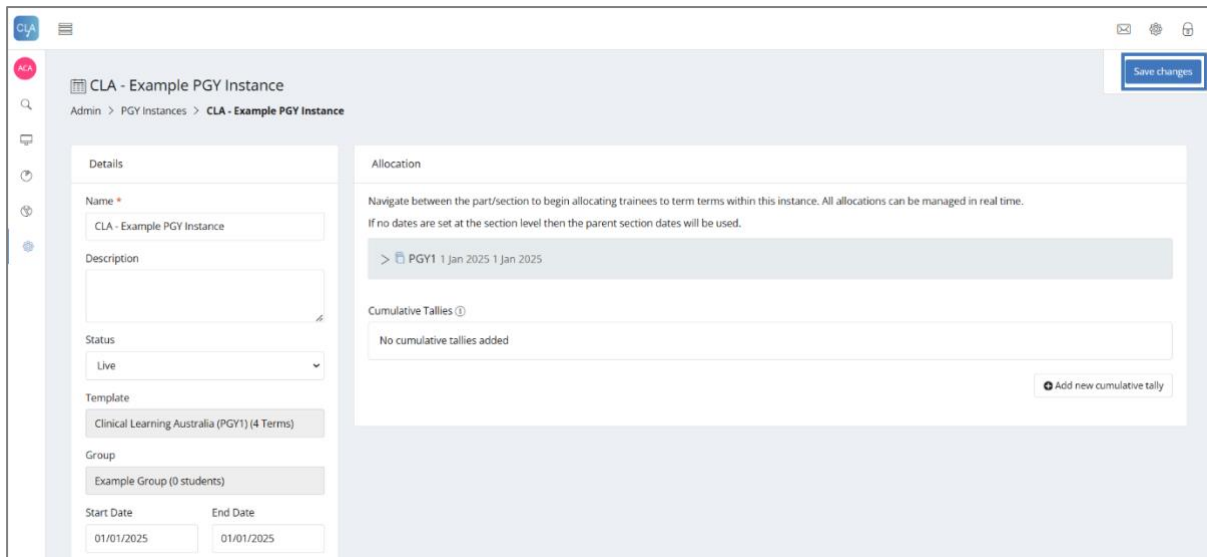 CLA
ACA
Save changes
CLA - Example PGY Instance
Admin > PGY Instances > CLA - Example PGY Instance
Details
Name *
CLA - Example PGY Instance
Description
Status
Live
Template
Clinical Learning Australia (PGY1) (4 Terms)
Group
Example Group (0 students)
Start Date End Date
01/01/2025 01/01/2025
Allocation
Navigate between the part/section to begin allocating trainees to term terms within this instance. All allocations can be managed in real time.
If no dates are set at the section level then the parent section dates will be used.
> PGY1 1 Jan 2025 1 Jan 2025
Cumulative Tallies
No cumulative tallies added
Add new cumulative tally